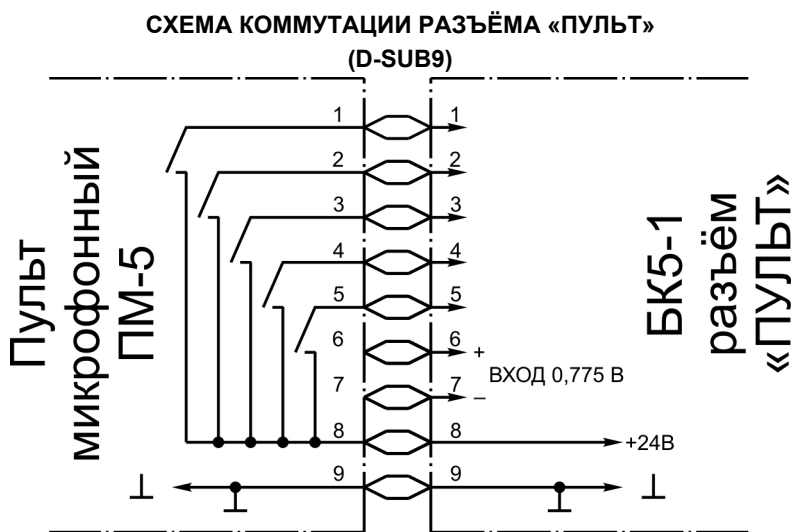 СХЕМА КОММУТАЦИИ РАЗЪЁМА «ПУЛЬТ»
(D-SUB9)
Пульт
микрофонный
ПМ-5
1 1
2 2
3 3
4 4
5 5
6 6 +
ВХОД 0,775 В
7 7 –
8 8 +24В
9 9
БК5-1
разъём
«ПУЛЬТ»